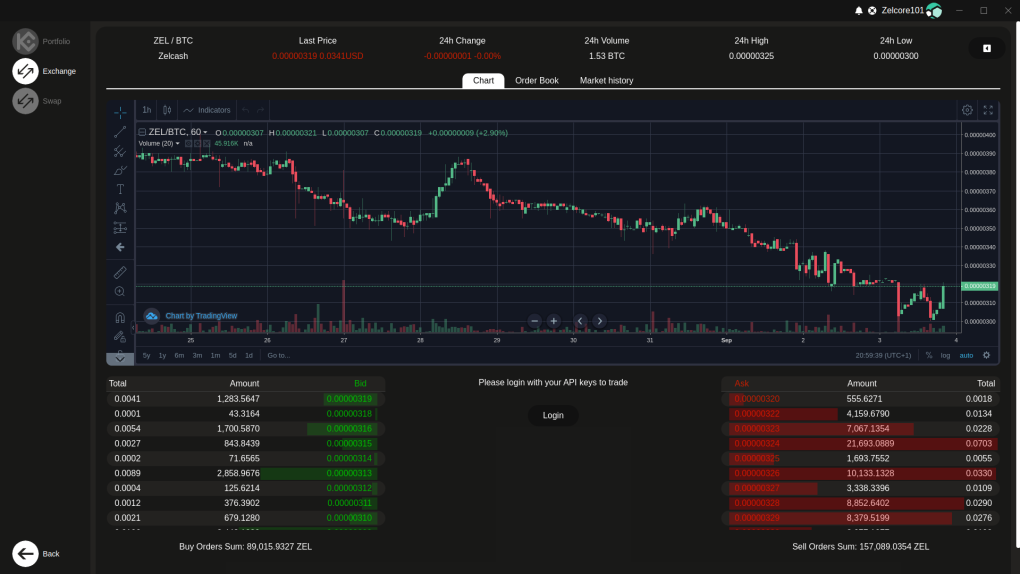 Zelcore101
Portfolio
Exchange
Swap
ZEL / BTC
Zelcash
Last Price
0.00000319 0.0341USD
24h Change
-0.00000001 -0.00%
24h Volume
1.53 BTC
24h High
0.00000325
24h Low
0.00000300
Chart Order Book Market history
1h Indicators
ZEL/BTC, 60 O0.00000307 H0.00000321 L0.00000307 C0.00000319 +0.00000009 (+2.90%)
Volume (20) 45.916K n/a
0.00000400
0.00000390
0.00000380
0.00000370
0.00000360
0.00000350
0.00000340
0.00000330
0.00000319
0.00000310
0.00000300
Chart by TradingView
25 26 27 28 29 30 31 Sep 2 3 4
5y 1y 6m 3m 1m 5d 1d Go to... 20:59:39 (UTC+1) % log auto
Total Amount Bid
0.0041 1,283.5647 0.00000319
0.0001 43.3164 0.00000318
0.0054 1,700.5870 0.00000316
0.0027 843.8439 0.00000315
0.0002 71.6565 0.00000314
0.0089 2,858.9676 0.00000313
0.0004 125.6214 0.00000312
0.0012 376.3902 0.00000311
0.0021 679.1280 0.00000310
Buy Orders Sum: 89,015.9327 ZEL
Please login with your API keys to trade
Login
Ask Amount Total
0.00000320 555.6271 0.0018
0.00000322 4,159.6790 0.0134
0.00000323 7,067.1354 0.0228
0.00000324 21,693.0889 0.0703
0.00000325 1,693.7552 0.0055
0.00000326 10,133.1328 0.0330
0.00000327 3,338.3396 0.0109
0.00000328 8,852.6402 0.0290
0.00000329 8,379.5199 0.0276
Sell Orders Sum: 157,089.0354 ZEL
Back